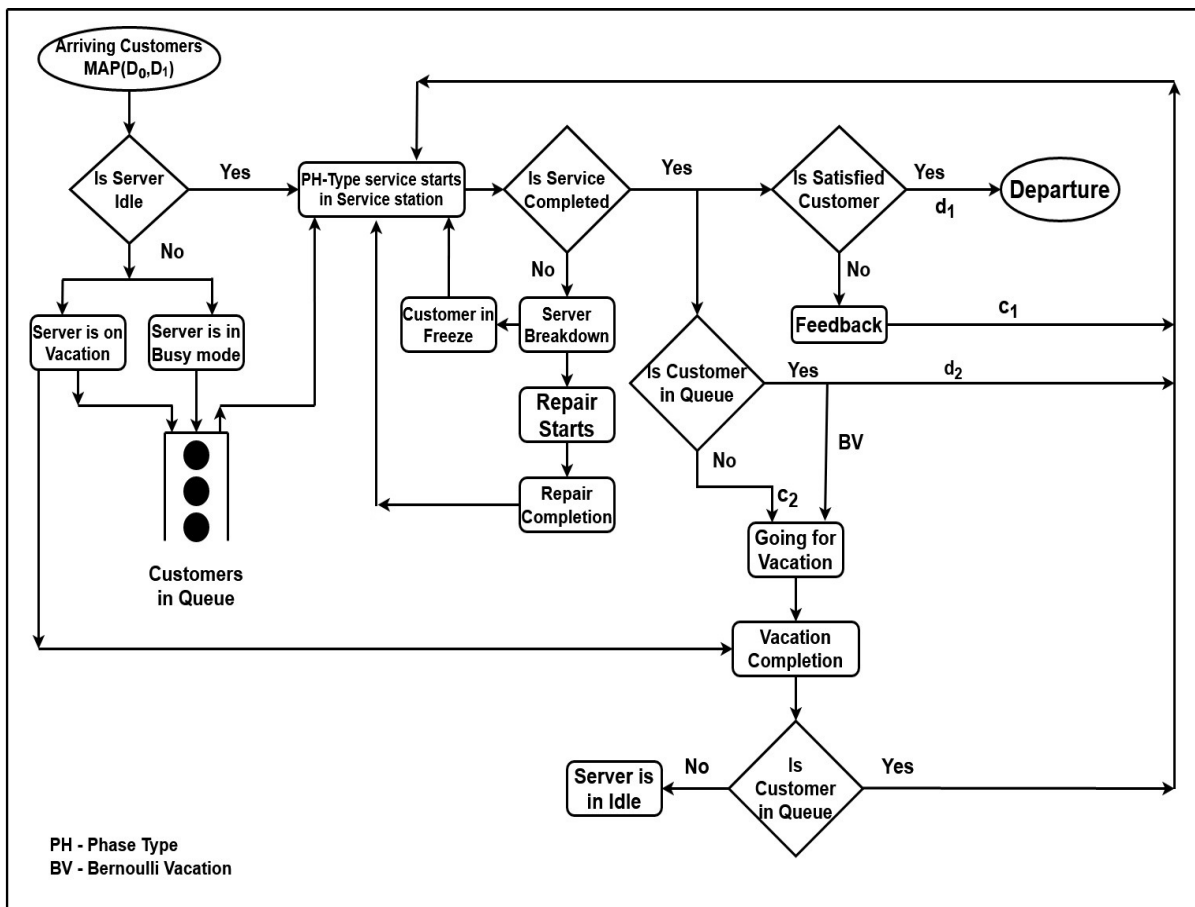 Arriving Customers
MAP(D₀,D₁)
Is Server
Idle
Yes
No
PH-Type service starts
in Service station
Is Service
Completed
Yes
No
Is Satisfied
Customer
Yes
d₁
Departure
No
Server is on
Vacation
Server is in
Busy mode
Customer in
Freeze
Server
Breakdown
Feedback
c₁
Is Customer
in Queue
Yes
d₂
Repair
Starts
BV
No
c₂
Repair
Completion
Going for
Vacation
Customers
in Queue
Vacation
Completion
Is
Customer
in Queue
No
Yes
Server is
in Idle
PH - Phase Type
BV - Bernoulli Vacation